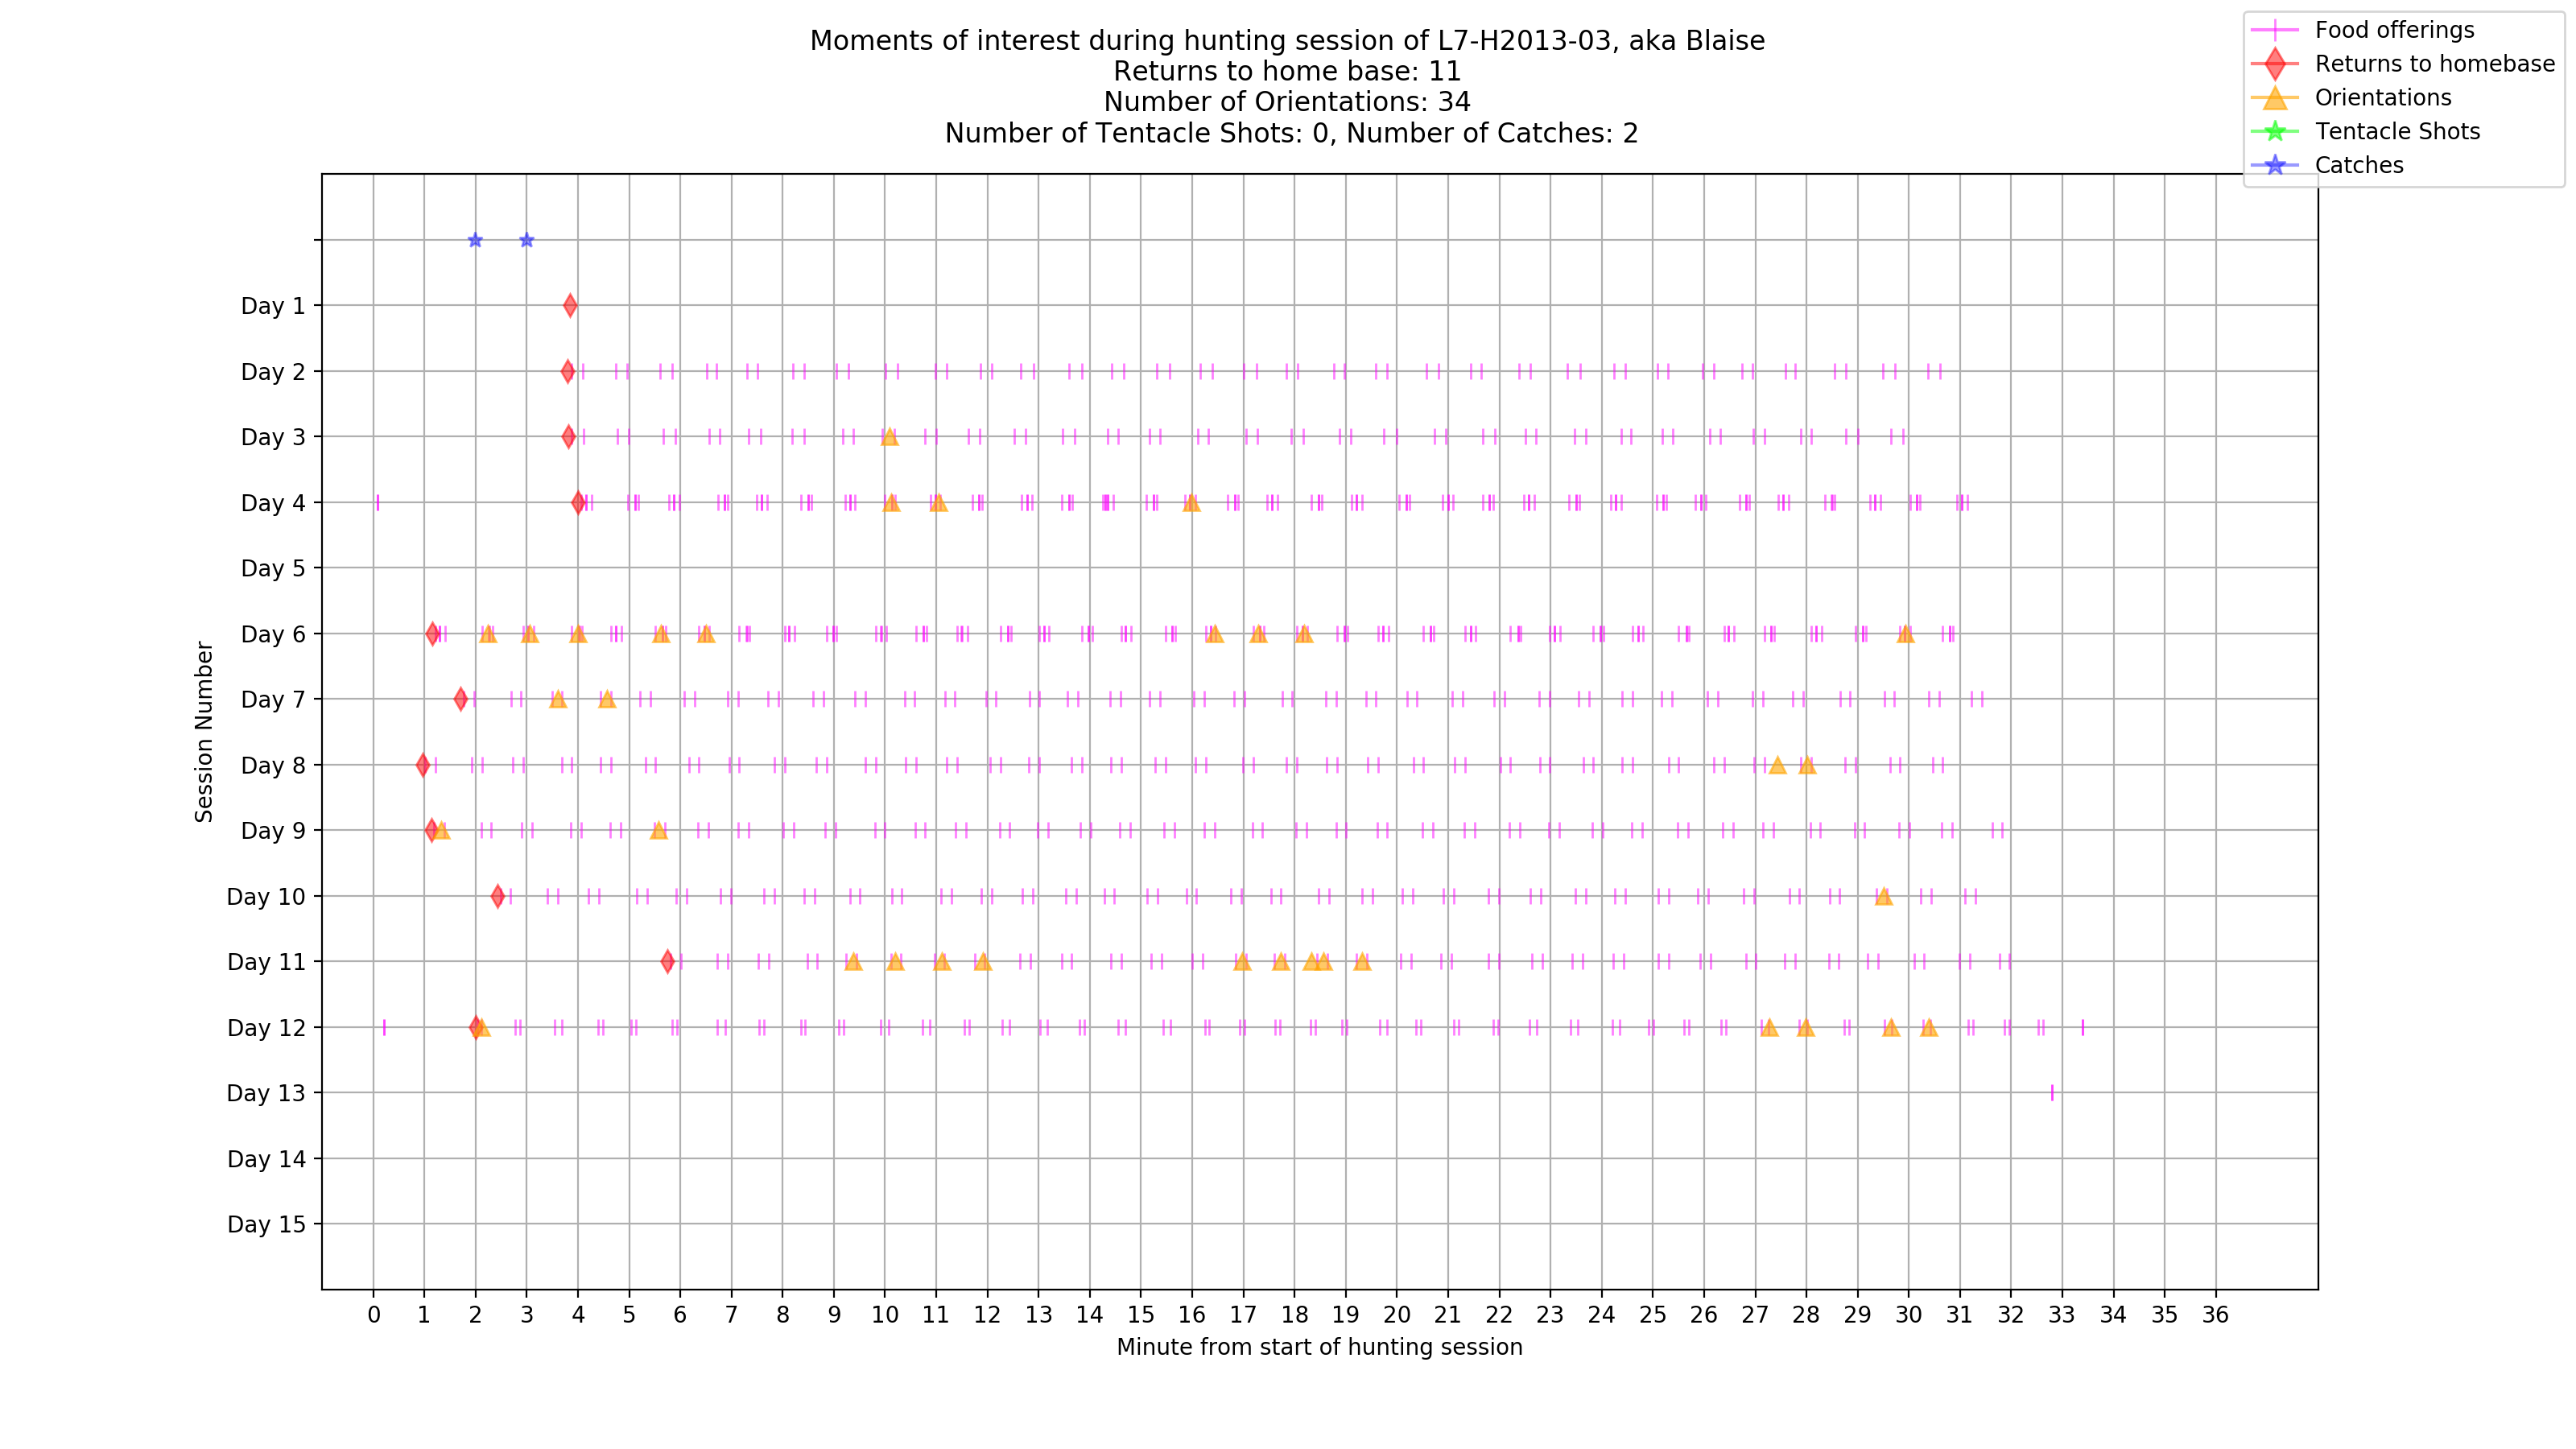 Moments of interest during hunting session of L7-H2013-03, aka Blaise
Returns to home base: 11
Number of Orientations: 34
Number of Tentacle Shots: 0, Number of Catches: 2
Food offerings
Returns to homebase
Orientations
Tentacle Shots
Catches
Session Number
Day 1
Day 2
Day 3
Day 4
Day 5
Day 6
Day 7
Day 8
Day 9
Day 10
Day 11
Day 12
Day 13
Day 14
Day 15
0 1 2 3 4 5 6 7 8 9 10 11 12 13 14 15 16 17 18 19 20 21 22 23 24 25 26 27 28 29 30 31 32 33 34 35 36
Minute from start of hunting session